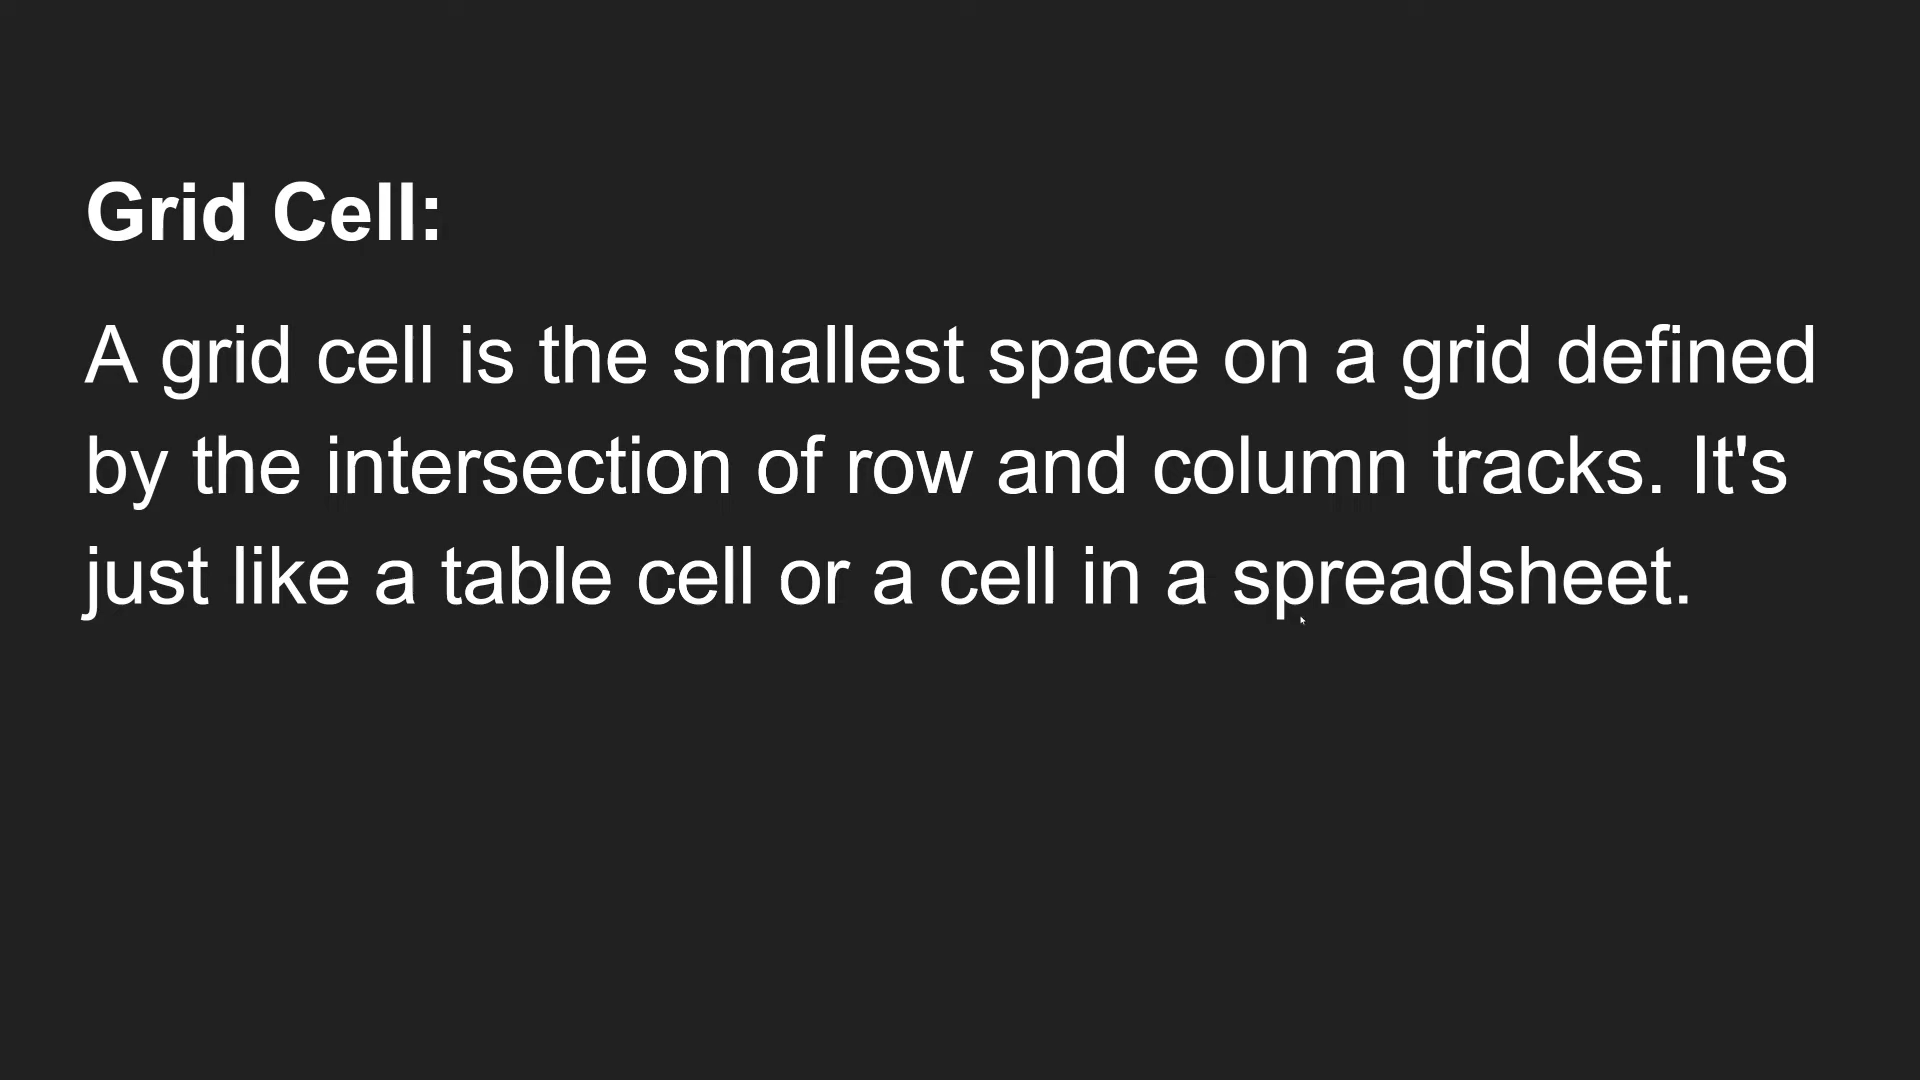 Grid Cell:
A grid cell is the smallest space on a grid defined
by the intersection of row and column tracks. It's
just like a table cell or a cell in a spreadsheet.